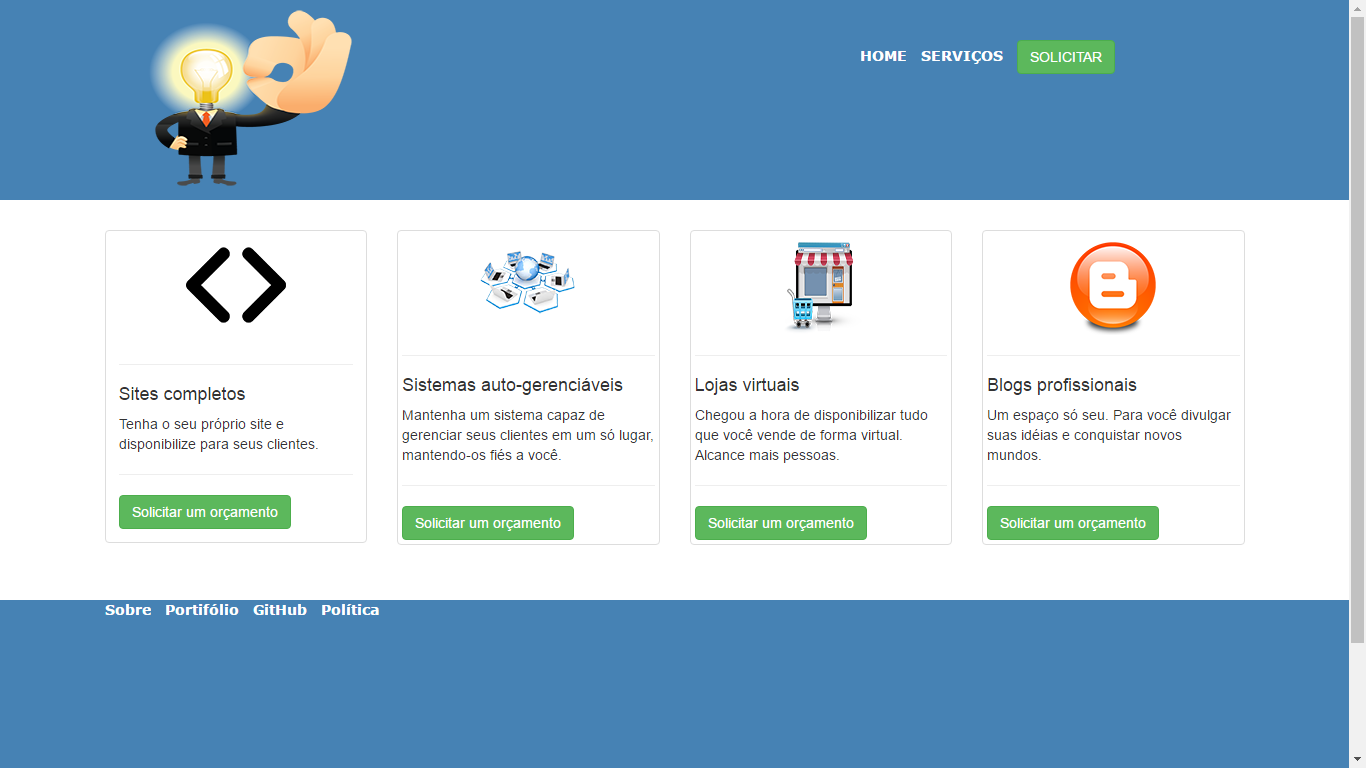 HOME SERVIÇOS SOLICITAR
Sites completos
Tenha o seu próprio site e
disponibilize para seus clientes.
Solicitar um orçamento
Sistemas auto-gerenciáveis
Mantenha um sistema capaz de
gerenciar seus clientes em um só lugar,
mantendo-os fiés a você.
Solicitar um orçamento
Lojas virtuais
Chegou a hora de disponibilizar tudo
que você vende de forma virtual.
Alcance mais pessoas.
Solicitar um orçamento
Blogs profissionais
Um espaço só seu. Para você divulgar
suas idéias e conquistar novos
mundos.
Solicitar um orçamento
Sobre Portifólio GitHub Política